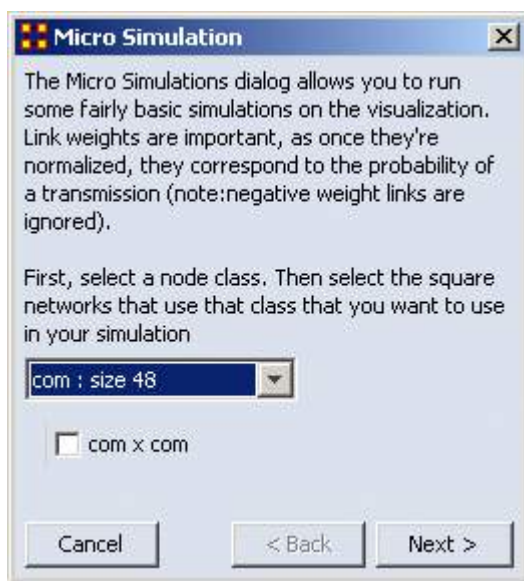 Micro Simulation
The Micro Simulations dialog allows you to run
some fairly basic simulations on the visualization.
Link weights are important, as once they're
normalized, they correspond to the probability of
a transmission (note:negative weight links are
ignored).
First, select a node class. Then select the square
networks that use that class that you want to use
in your simulation
com : size 48
com x com
Cancel
< Back
Next >